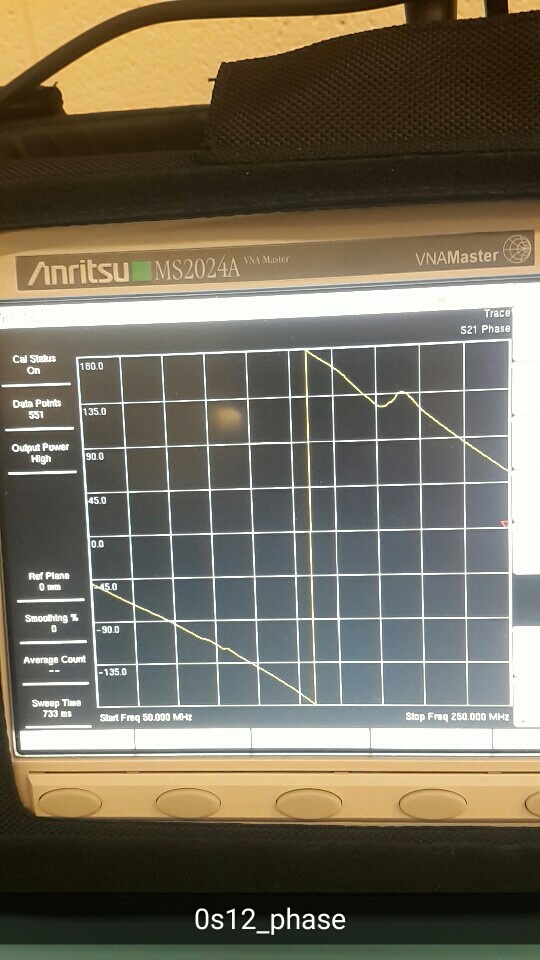 Anritsu MS2024A VNA Master
VNAMaster
Trace
S21 Phase
Cal Status
On
Data Points
551
Output Power
High
Ref Plane
0 mm
Smoothing %
0
Average Count
--
Sweep Time
733 ms
180.0
135.0
90.0
45.0
0.0
-45.0
-90.0
-135.0
Start Freq 50.000 MHz
Stop Freq 250.000 MHz
0s12_phase